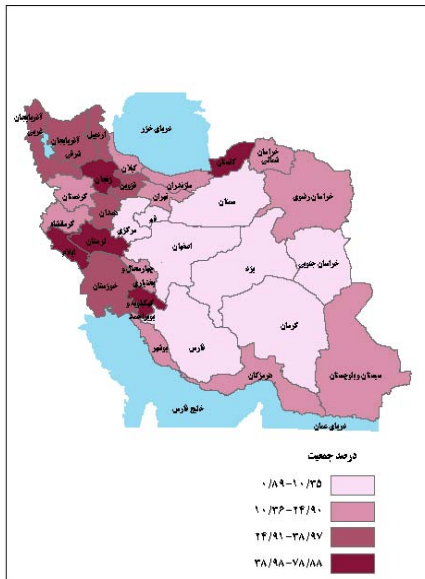 دریای خزر
آذربایجان
غربی
آذربایجان
شرقی
اردبیل
گیلان
زنجان
قزوین
مازندران
تهران
گلستان
خراسان
شمالی
خراسان رضوی
سمنان
کردستان
همدان
کرمانشاه
مرکزی
قم
لرستان
ایلام
اصفهان
یزد
خراسان جنوبی
خوزستان
چهارمحال و
بختیاری
کهکیلویه و
بویراحمد
فارس
کرمان
بوشهر
هرمزگان
سیستان و بلوچستان
خلیج فارس
دریای عمان
درصد جمعیت
۰/۸۹-۱۰/۳۵
۱۰/۳۶-۲۴/۹۰
۲۴/۹۱-۳۸/۹۷
۳۸/۹۸-۷۸/۸۸